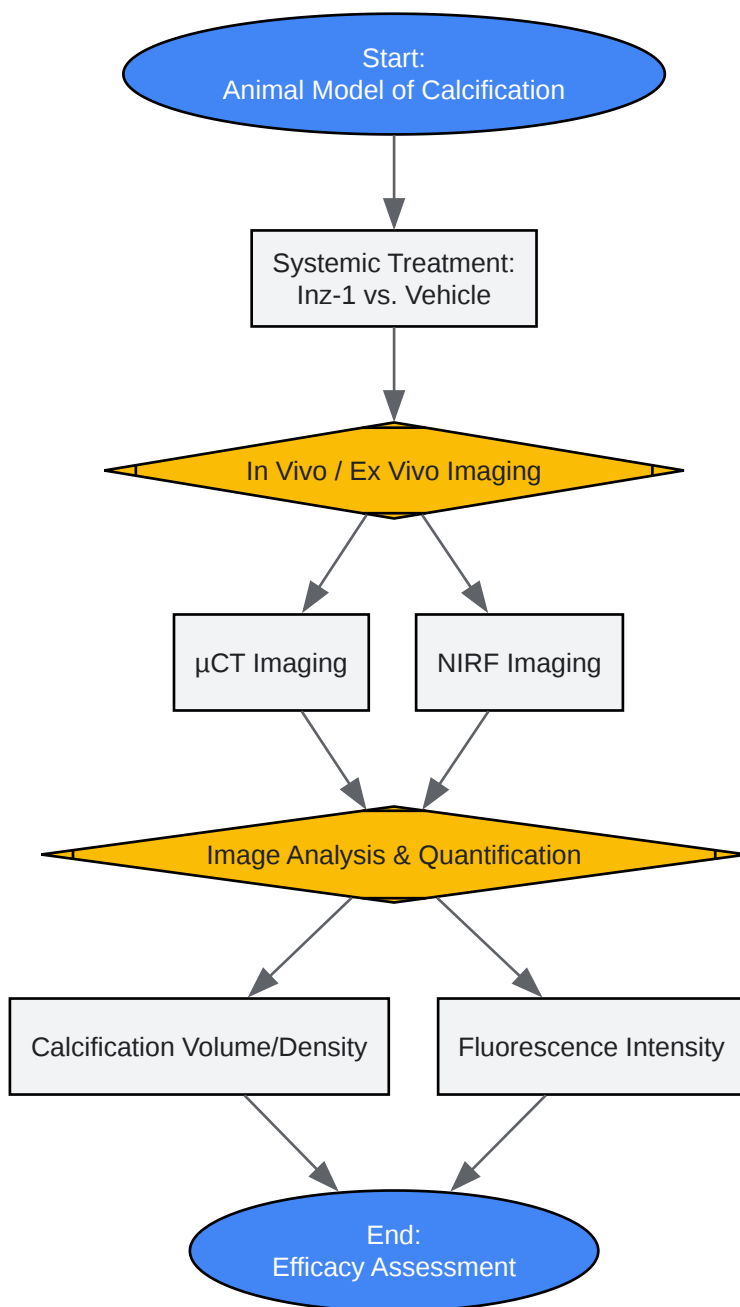 Start:
Animal Model of Calcification
Systemic Treatment:
Inz-1 vs. Vehicle
In Vivo / Ex Vivo Imaging
µCT Imaging
NIRF Imaging
Image Analysis & Quantification
Calcification Volume/Density
Fluorescence Intensity
End:
Efficacy Assessment